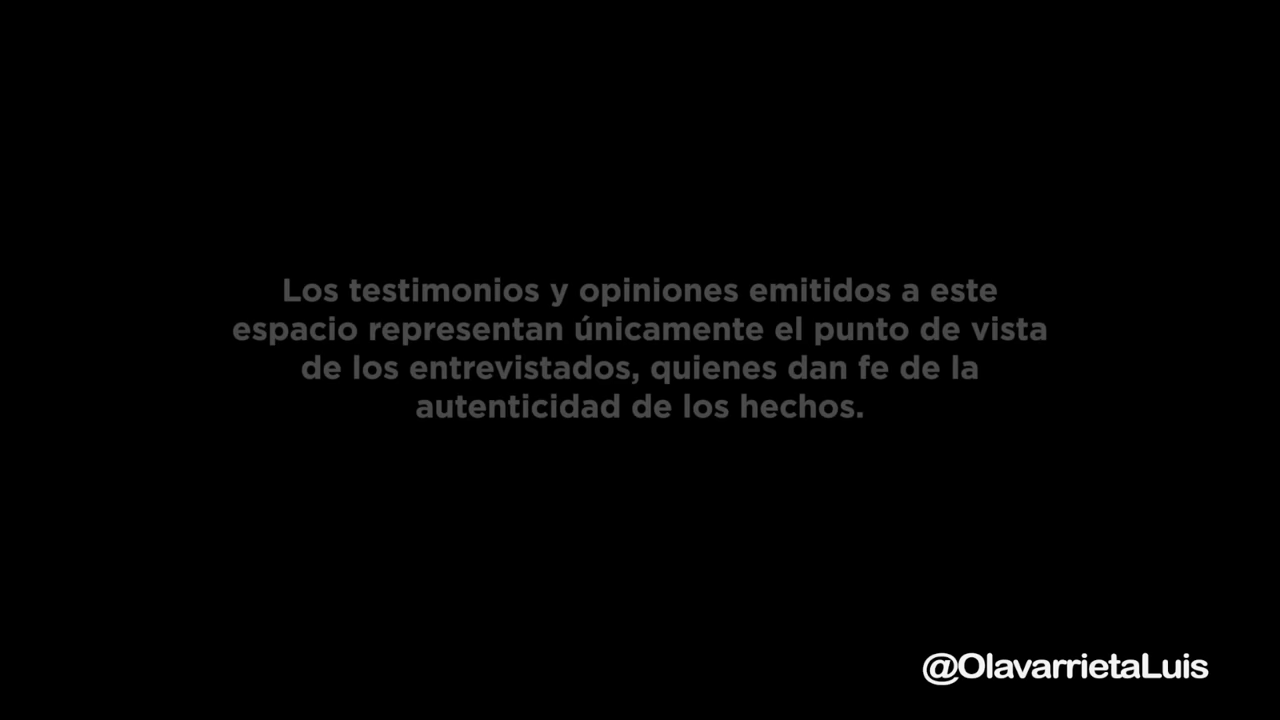 Los testimonios y opiniones emitidos a este
espacio representan únicamente el punto de vista
de los entrevistados, quienes dan fe de la
autenticidad de los hechos.
@OlavarrietaLuis